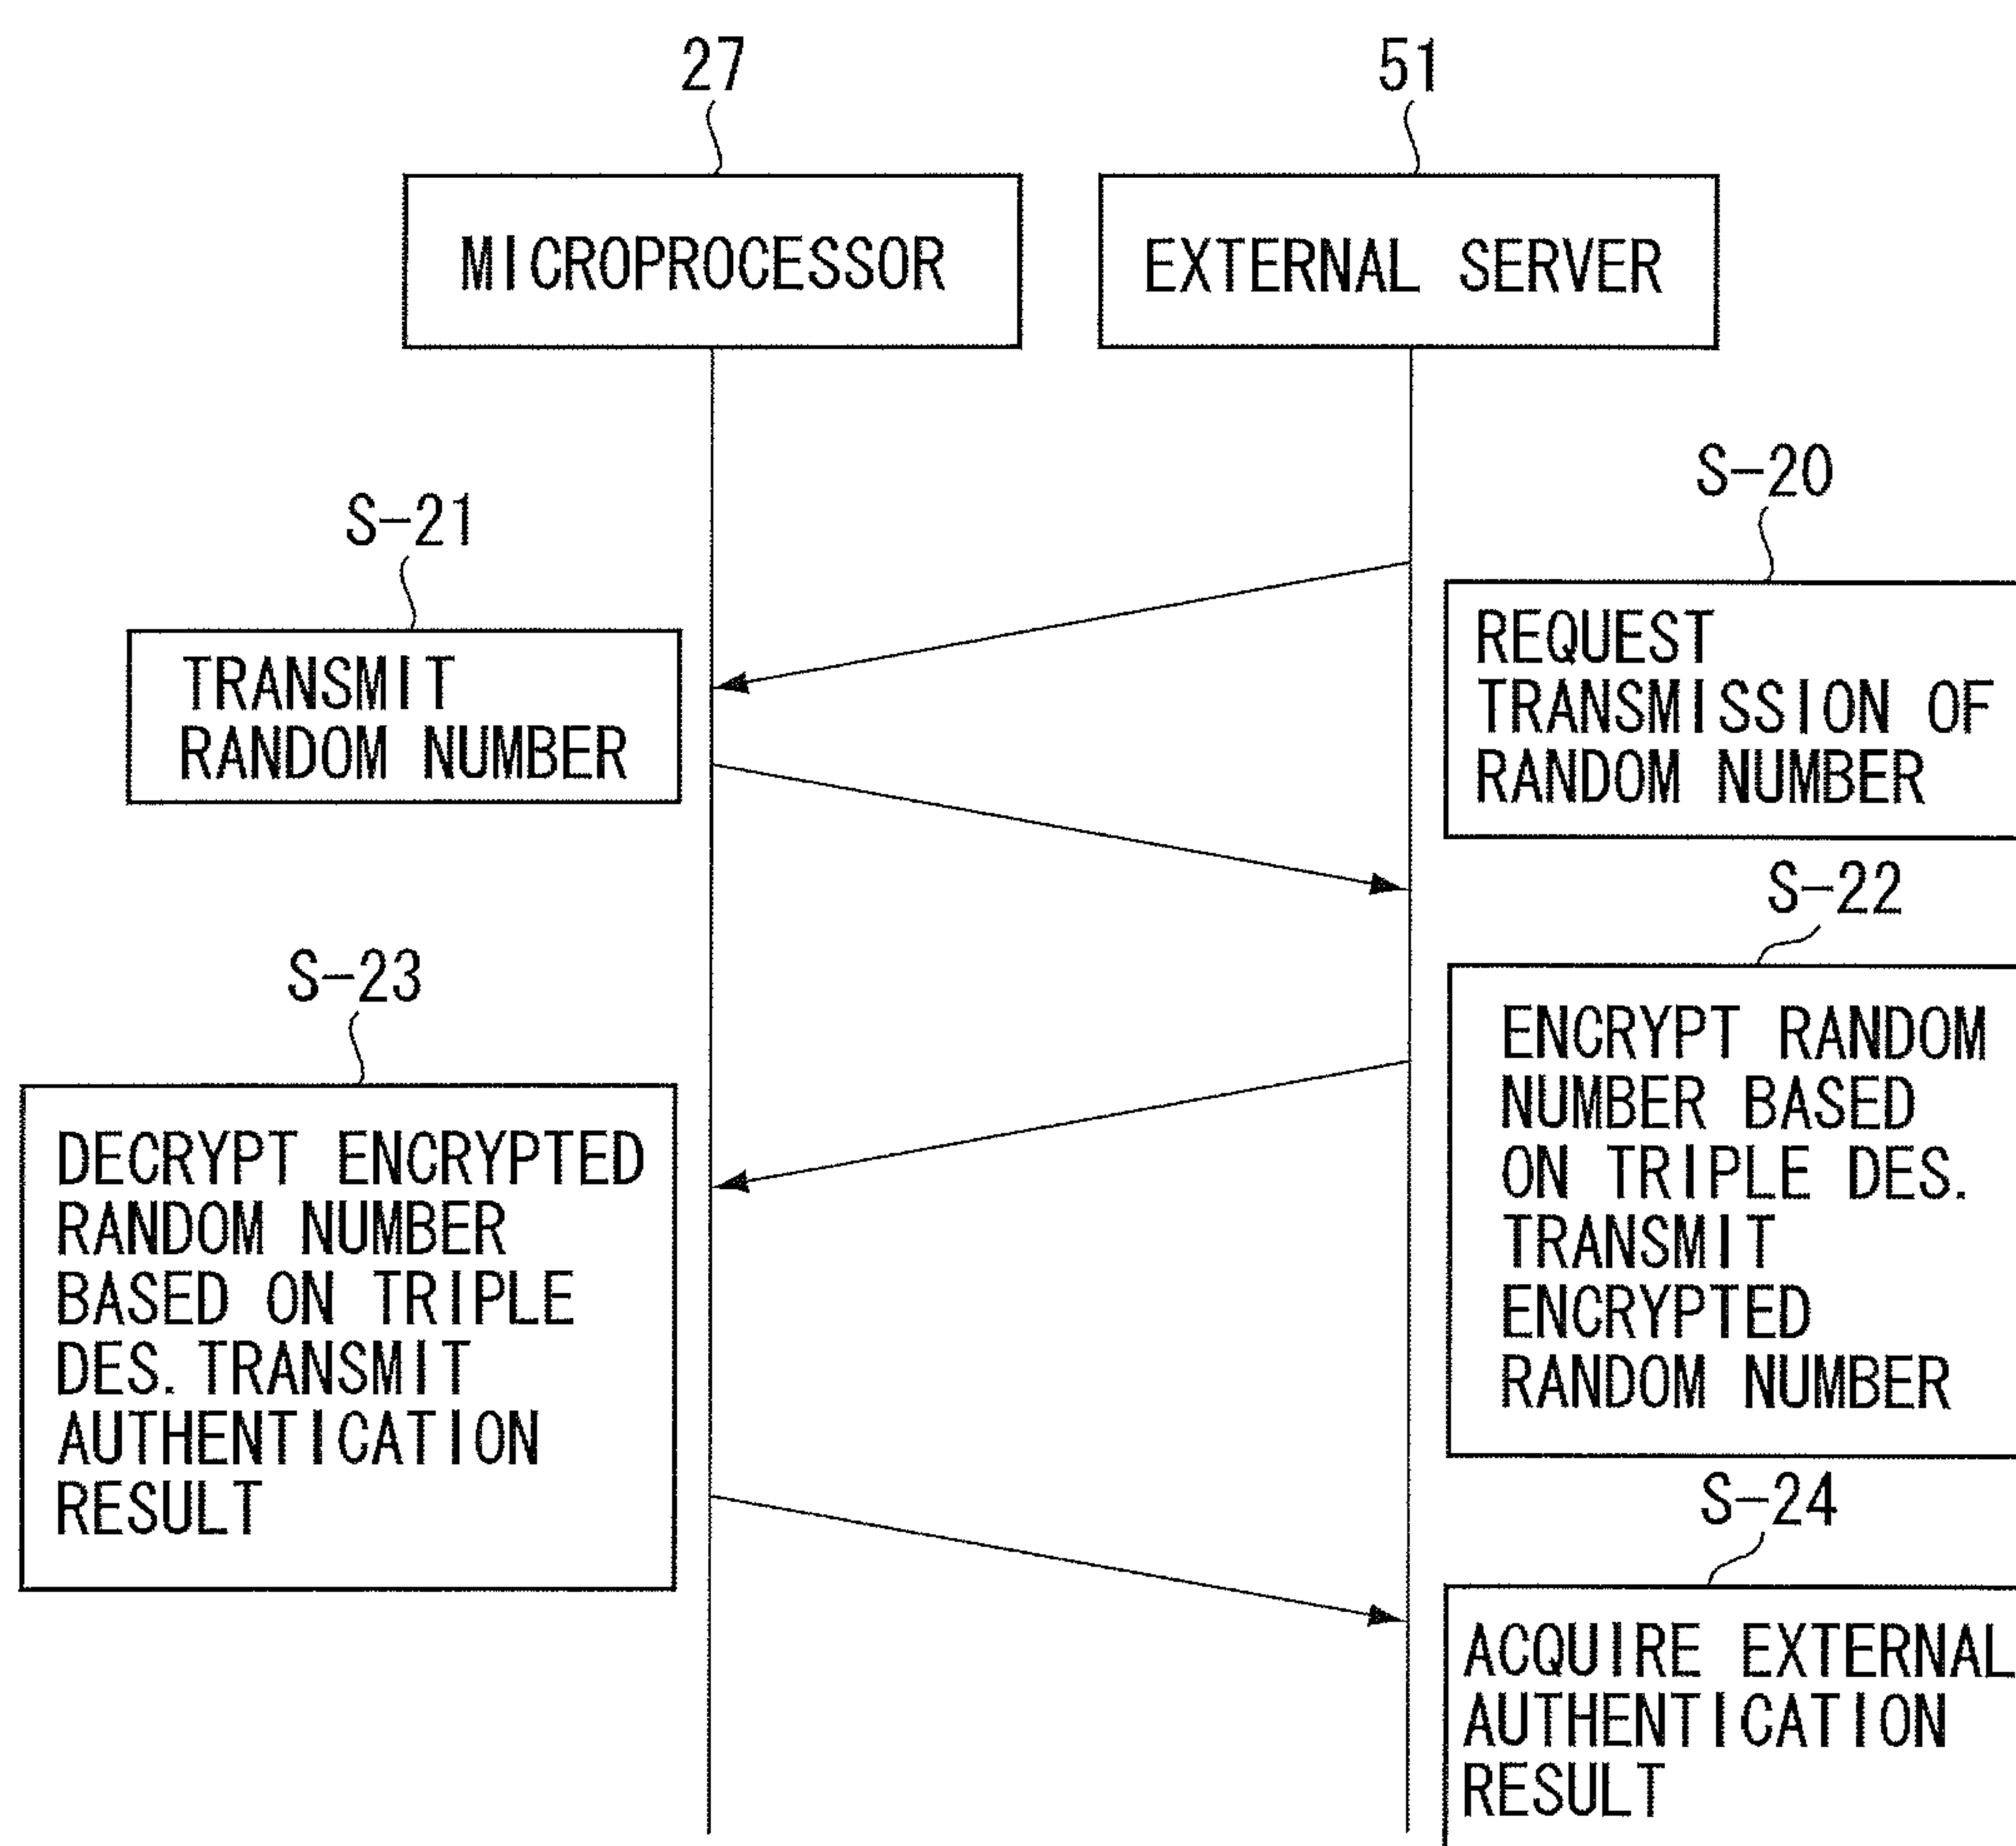 27
51
MICROPROCESSOR
EXTERNAL SERVER
S-20
REQUEST
TRANSMISSION OF
RANDOM NUMBER
S-21
TRANSMIT
RANDOM NUMBER
S-22
ENCRYPT RANDOM
NUMBER BASED
ON TRIPLE DES.
TRANSMIT
ENCRYPTED
RANDOM NUMBER
S-23
DECRYPT ENCRYPTED
RANDOM NUMBER
BASED ON TRIPLE
DES. TRANSMIT
AUTHENTICATION
RESULT
S-24
ACQUIRE EXTERNAL
AUTHENTICATION
RESULT